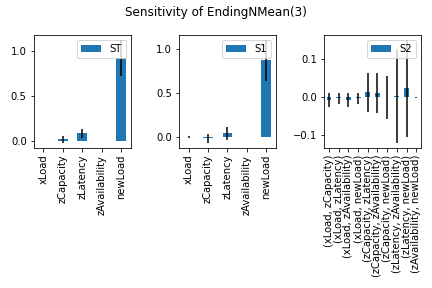 Sensitivity of EndingNMean(3)
ST
1.0
0.5
0.0
xLoad
zCapacity
zLatency
zAvailability
newLoad
S1
1.0
0.5
0.0
xLoad
zCapacity
zLatency
zAvailability
newLoad
S2
0.1
0.0
−0.1
(xLoad, zCapacity)
(xLoad, zLatency)
(xLoad, zAvailability)
(xLoad, newLoad)
(zCapacity, zLatency)
(zCapacity, zAvailability)
(zCapacity, newLoad)
(zLatency, zAvailability)
(zLatency, newLoad)
(zAvailability, newLoad)